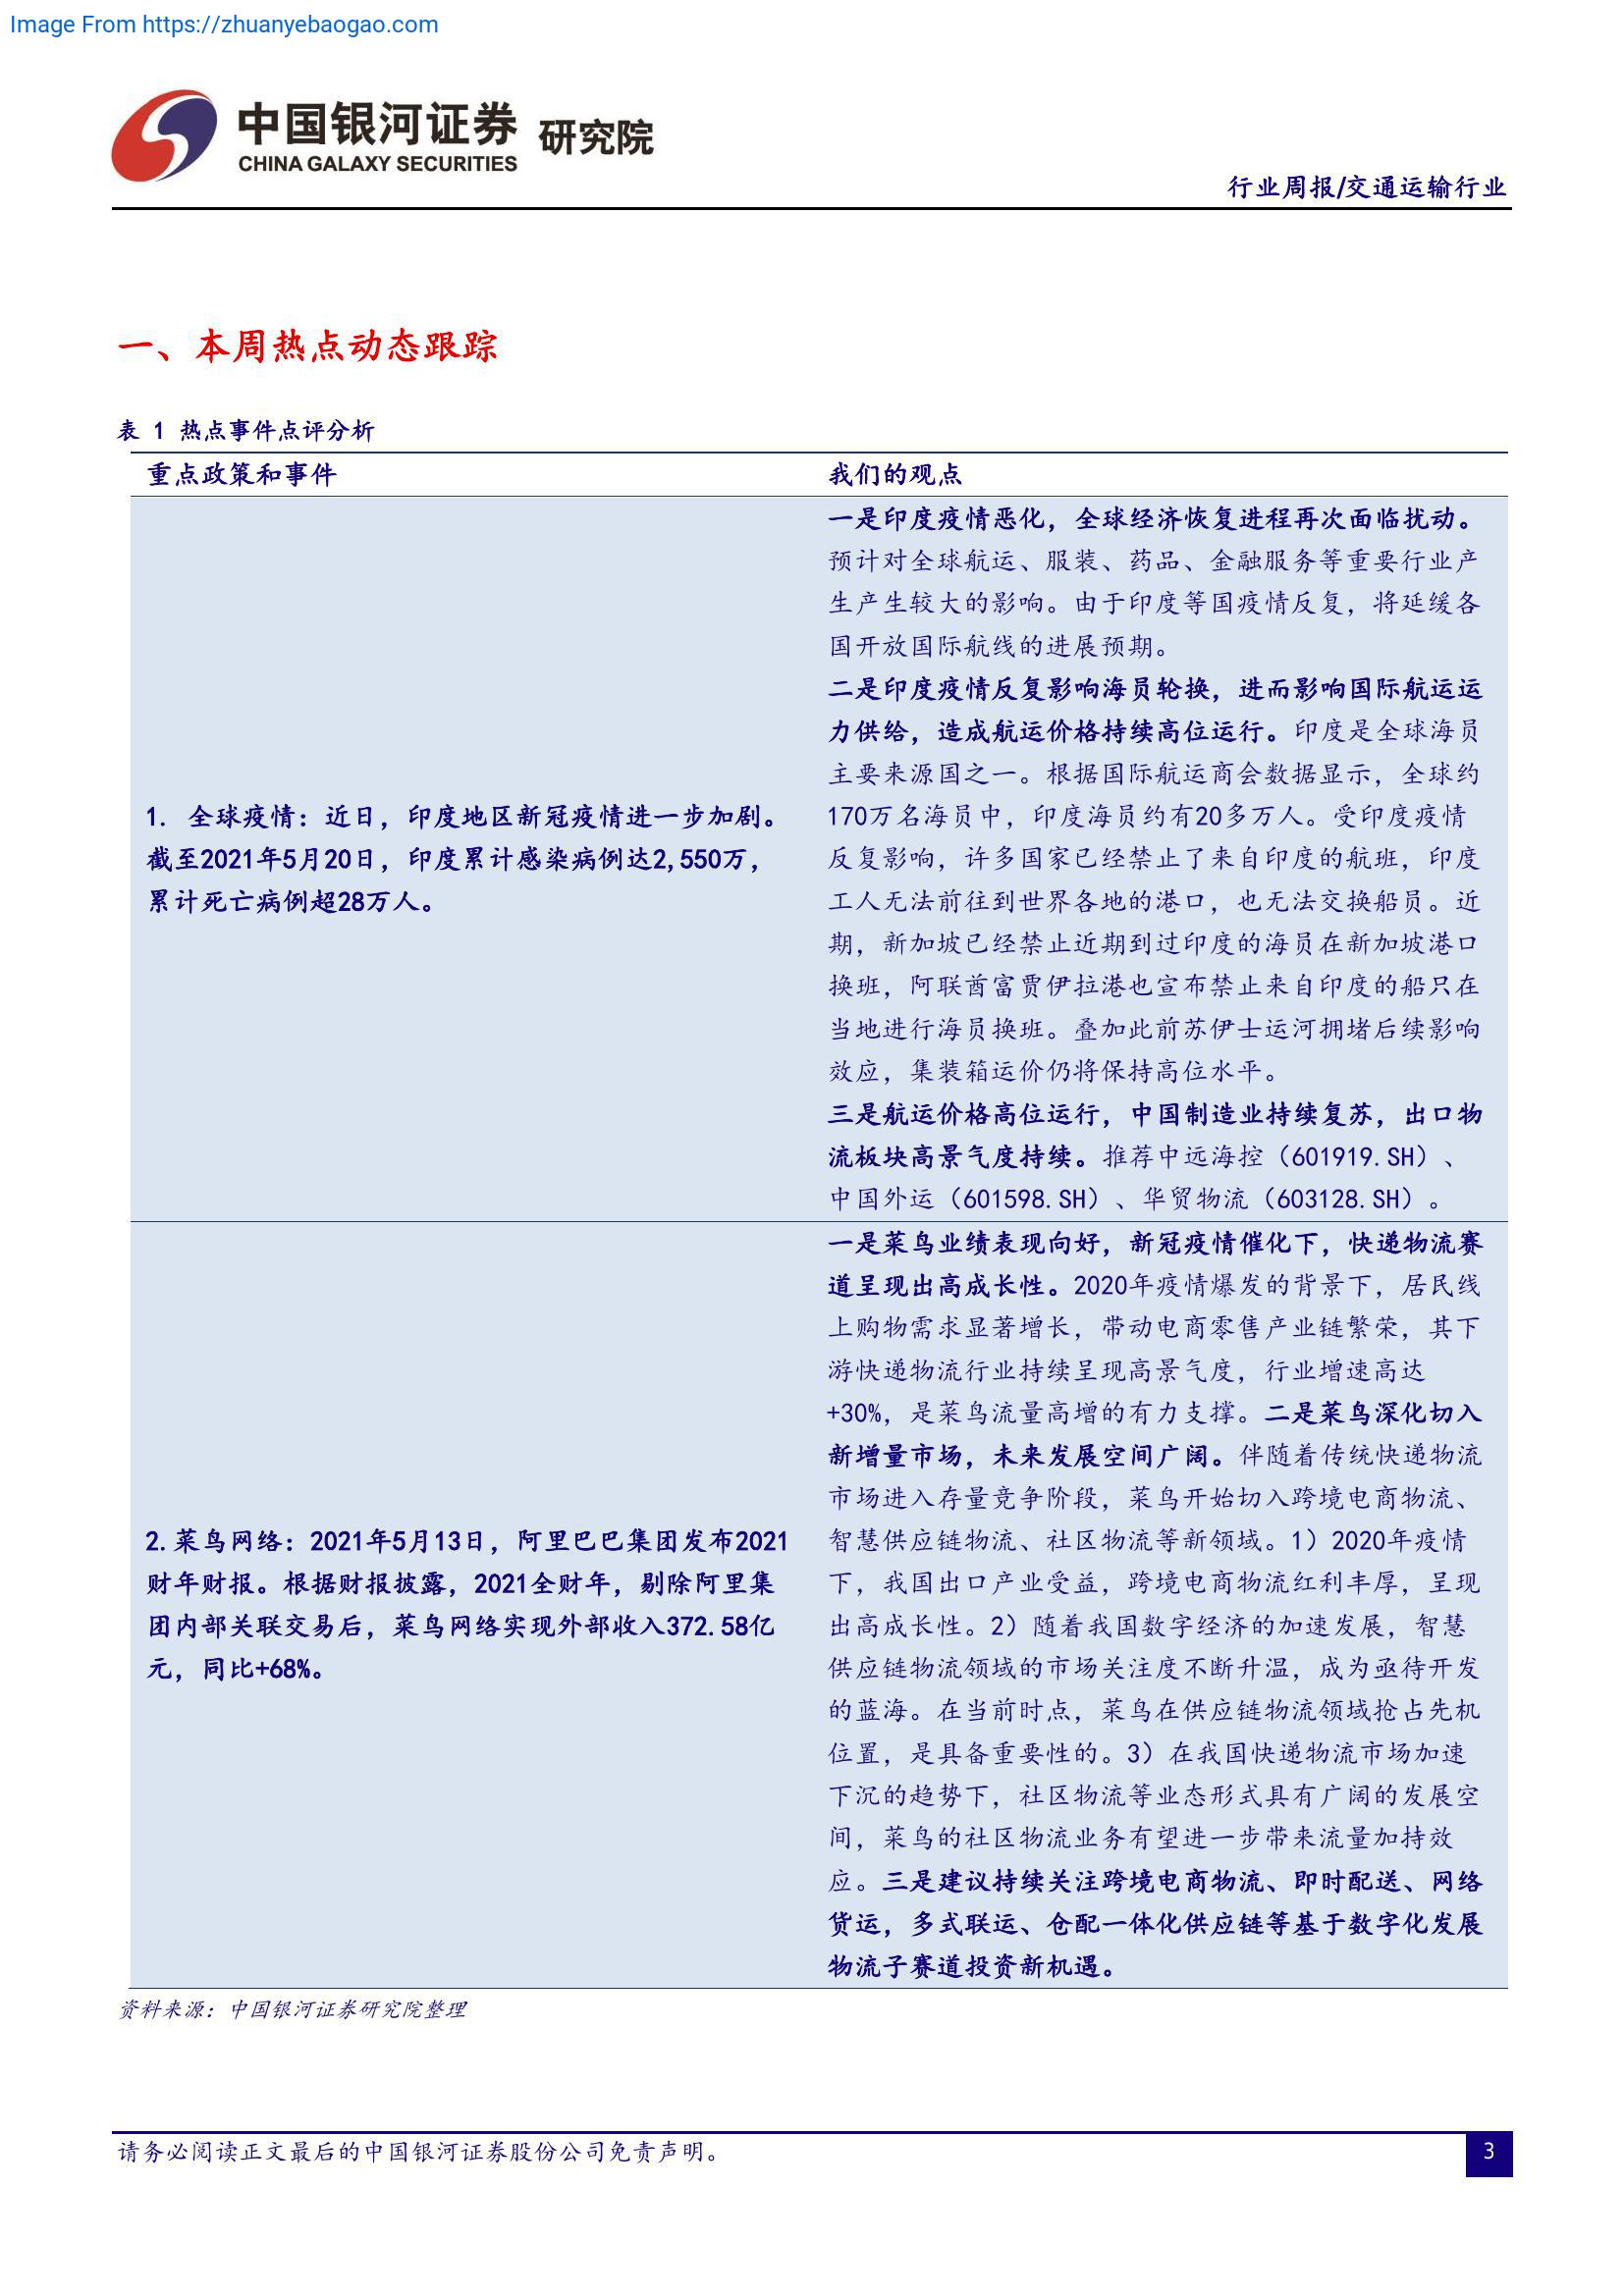 Image From https://zhuanyebaogao.com
中国银河证券 研究院
CHINA GALAXY SECURITIES
行业周报/交通运输行业
一、本周热点动态跟踪
表 1 热点事件点评分析
重点政策和事件
我们的观点
1. 全球疫情：近日，印度地区新冠疫情进一步加剧。
截至2021年5月20日，印度累计感染病例达2,550万，
累计死亡病例超28万人。
一是印度疫情恶化，全球经济恢复进程再次面临扰动。
预计对全球航运、服装、药品、金融服务等重要行业产
生产生较大的影响。由于印度等国疫情反复，将延缓各
国开放国际航线的进展预期。
二是印度疫情反复影响海员轮换，进而影响国际航运运
力供给，造成航运价格持续高位运行。印度是全球海员
主要来源国之一。根据国际航运商会数据显示，全球约
170万名海员中，印度海员约有20多万人。受印度疫情
反复影响，许多国家已经禁止了来自印度的航班，印度
工人无法前往到世界各地的港口，也无法交换船员。近
期，新加坡已经禁止近期到过印度的海员在新加坡港口
换班，阿联酋富贾伊拉港也宣布禁止来自印度的船只在
当地进行海员换班。叠加此前苏伊士运河拥堵后续影响
效应，集装箱运价仍将保持高位水平。
三是航运价格高位运行，中国制造业持续复苏，出口物
流板块高景气度持续。推荐中远海控（601919.SH）、
中国外运（601598.SH）、华贸物流（603128.SH）。
2.菜鸟网络：2021年5月13日，阿里巴巴集团发布2021
财年财报。根据财报披露，2021全财年，剔除阿里集
团内部关联交易后，菜鸟网络实现外部收入372.58亿
元，同比+68%。
一是菜鸟业绩表现向好，新冠疫情催化下，快递物流赛
道呈现出高成长性。2020年疫情爆发的背景下，居民线
上购物需求显著增长，带动电商零售产业链繁荣，其下
游快递物流行业持续呈现高景气度，行业增速高达
+30%，是菜鸟流量高增的有力支撑。二是菜鸟深化切入
新增量市场，未来发展空间广阔。伴随着传统快递物流
市场进入存量竞争阶段，菜鸟开始切入跨境电商物流、
智慧供应链物流、社区物流等新领域。1）2020年疫情
下，我国出口产业受益，跨境电商物流红利丰厚，呈现
出高成长性。2）随着我国数字经济的加速发展，智慧
供应链物流领域的市场关注度不断升温，成为亟待开发
的蓝海。在当前时点，菜鸟在供应链物流领域抢占先机
位置，是具备重要性的。3）在我国快递物流市场加速
下沉的趋势下，社区物流等业态形式具有广阔的发展空
间，菜鸟的社区物流业务有望进一步带来流量加持效
应。三是建议持续关注跨境电商物流、即时配送、网络
货运，多式联运、仓配一体化供应链等基于数字化发展
物流子赛道投资新机遇。
资料来源：中国银河证券研究院整理
请务必阅读正文最后的中国银河证券股份公司免责声明。
3